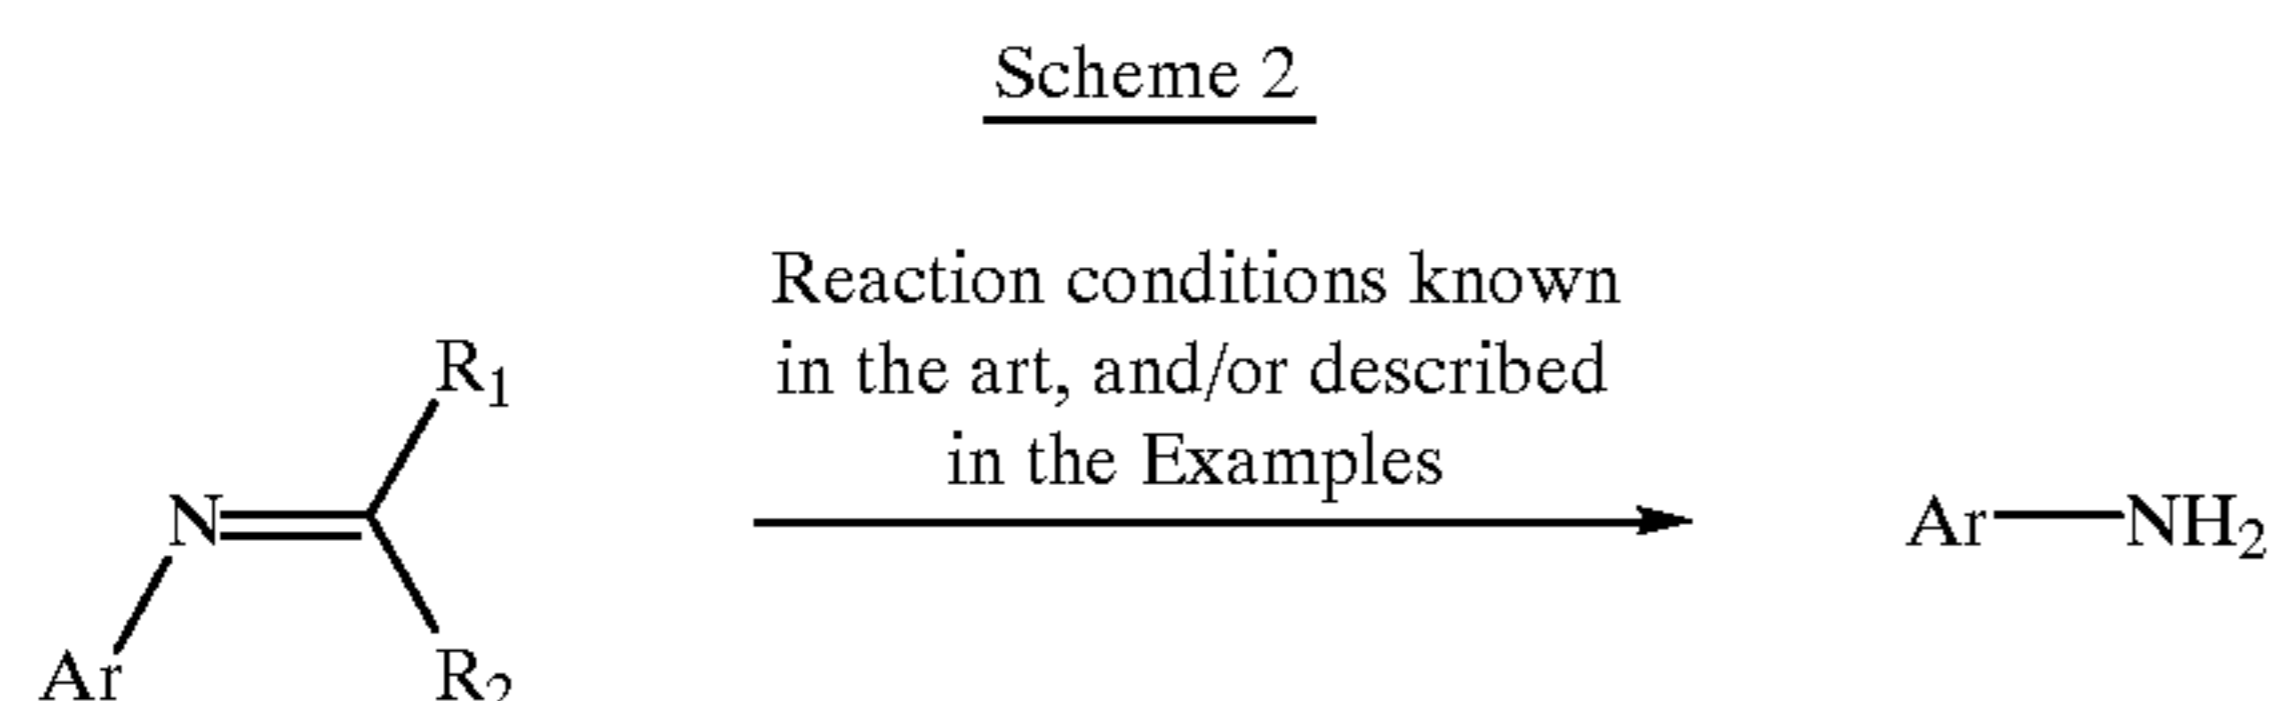 Scheme 2
Reaction conditions known
in the art, and/or described
in the Examples
R₁
N
Ar
R₂
Ar—NH₂